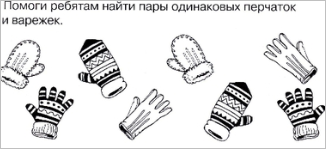 Помоги ребятам найти пары одинаковых перчаток
и варежек.